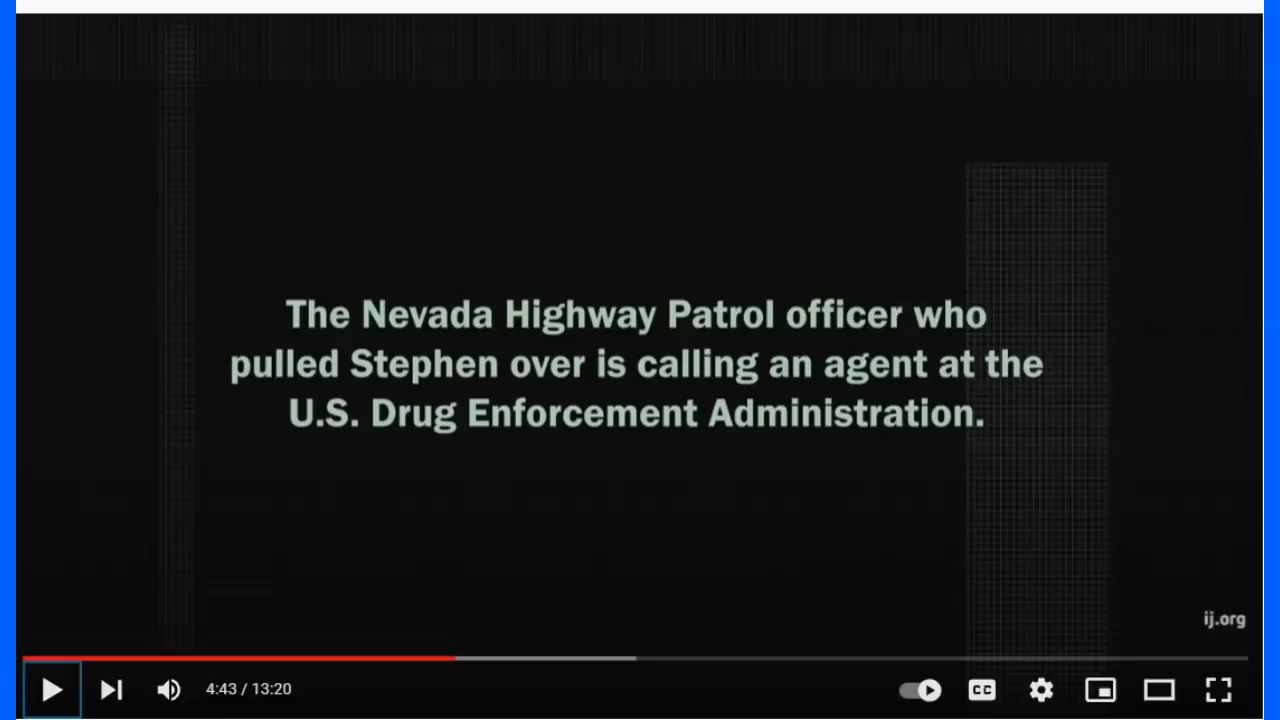 The Nevada Highway Patrol officer who
pulled Stephen over is calling an agent at the
U.S. Drug Enforcement Administration.
ij.org
4:43 / 13:20
CC